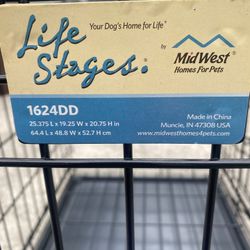 Your Dog's Home for Life®
Life
Stages®
by
MidWest®
Homes For Pets
1624DD
25.375 L x 19.25 W x 20.75 H in
64.4 L x 48.8 W x 52.7 H cm
Made in China
Muncie, IN 47308 USA
www.midwesthomes4pets.com